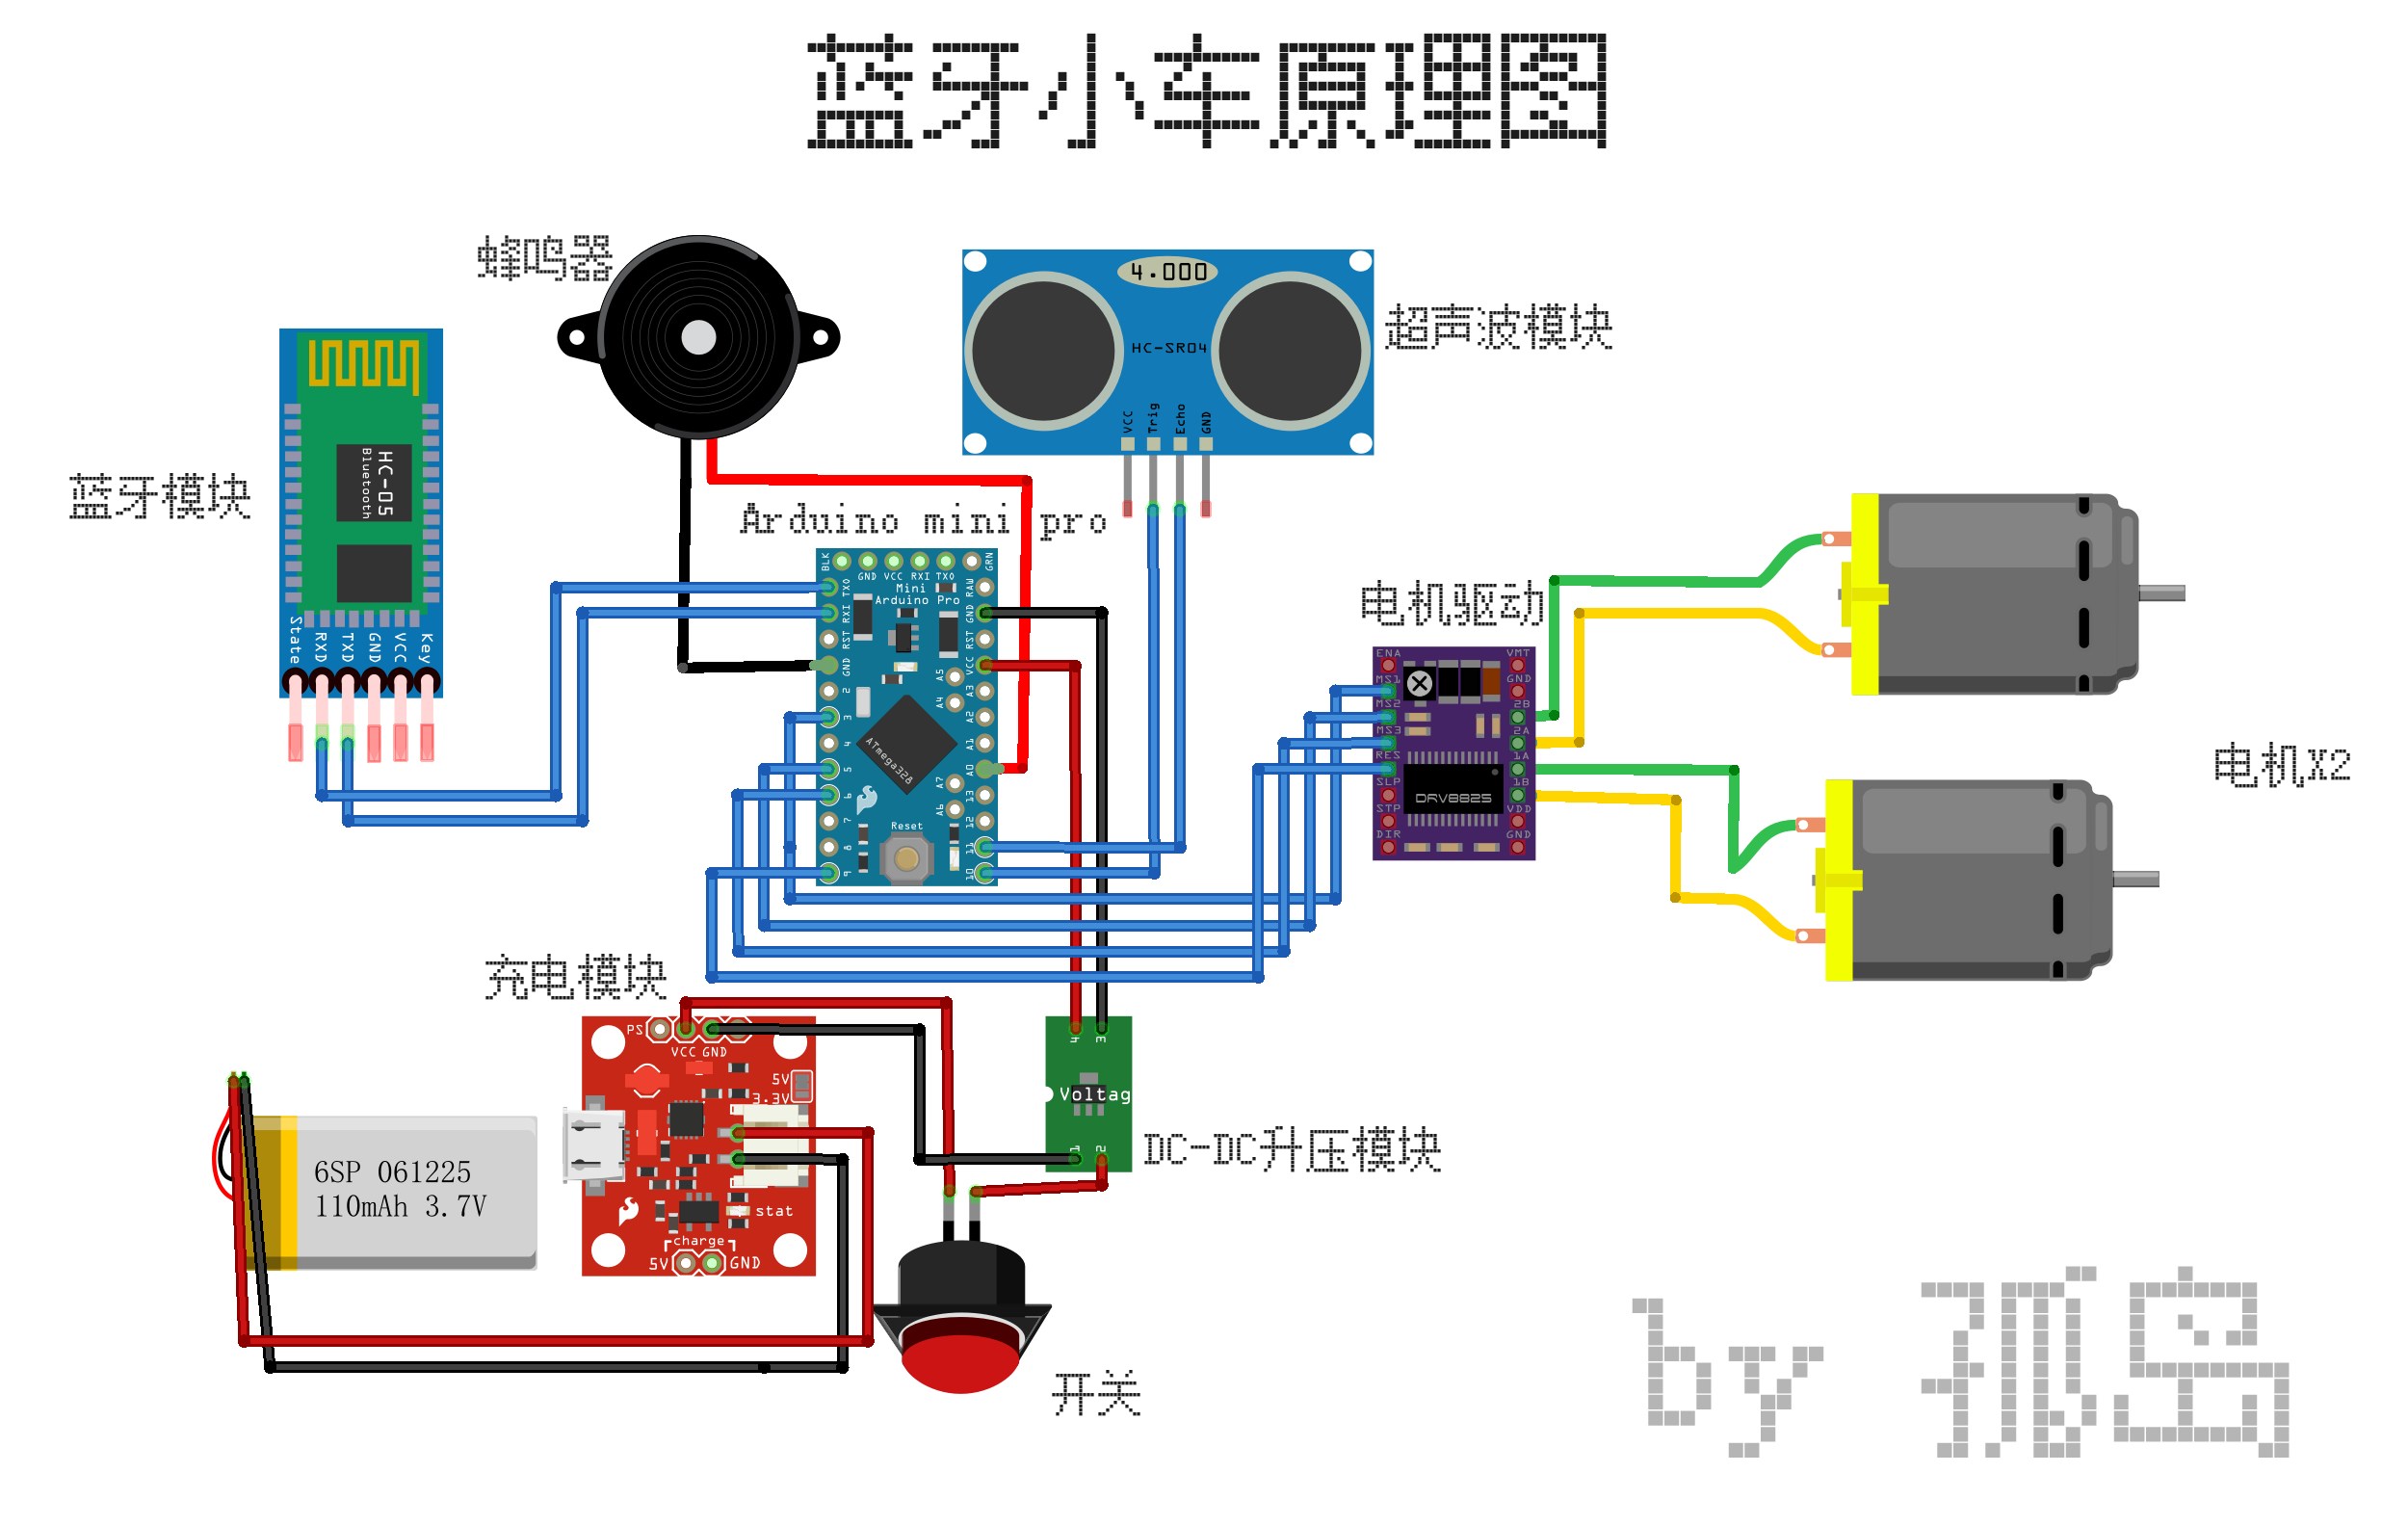 蓝牙小车原理图
蜂鸣器
4.000
HC-SR04
VCC
Trig
Echo
GND
超声波模块
蓝牙模块
HC-05
Bluetooth
State
RXD
TXD
GND
VCC
Key
Arduino mini pro
BLK
GND VCC RXI TXO
GRN
Mini
Arduino Pro
TXO
RXI
RST
GND
2
3
4
5
6
7
8
9
RAW
GND
RST
VCC
A3
A2
A1
A0
13
12
11
10
A5
A4
A7
A6
ATmega328
Reset
电机驱动
ENA
MS1
MS2
MS3
RES
SLP
STP
DIR
VMT
GND
2B
2A
1A
1B
VDD
GND
DRV8825
电机X2
充电模块
PS
VCC GND
5V
3.3V
stat
charge
5V
GND
6SP 061225
110mAh 3.7V
4
3
Voltag
1
2
DC-DC升压模块
开关
by 孤岛